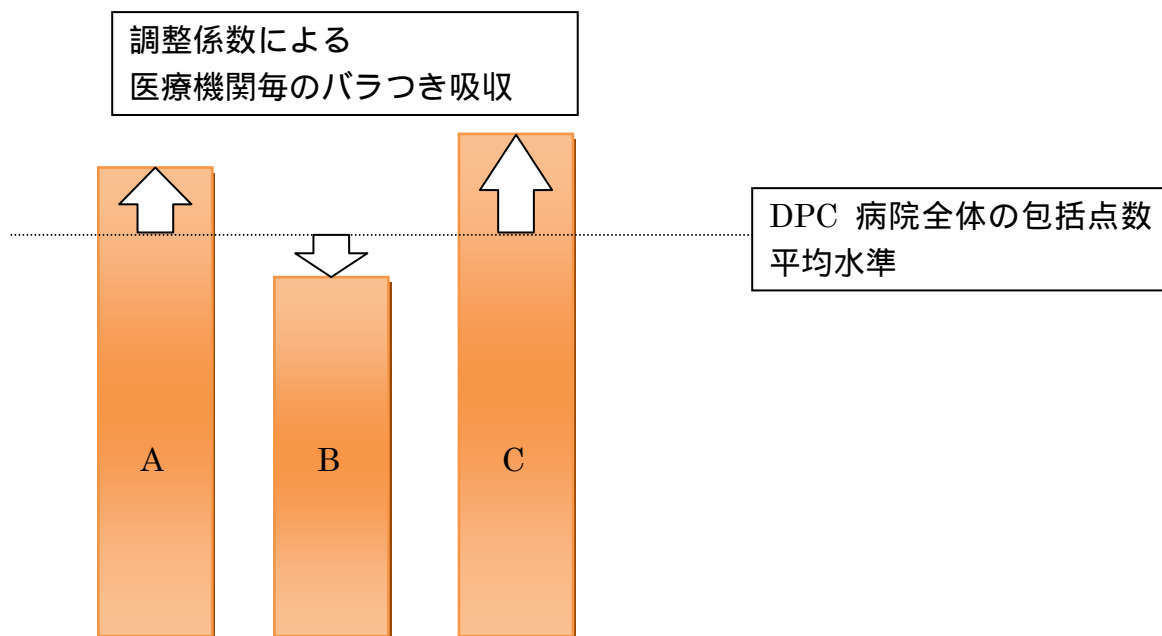 調整係数による
医療機関毎のバラつき吸収
DPC 病院全体の包括点数
平均水準
A
B
C